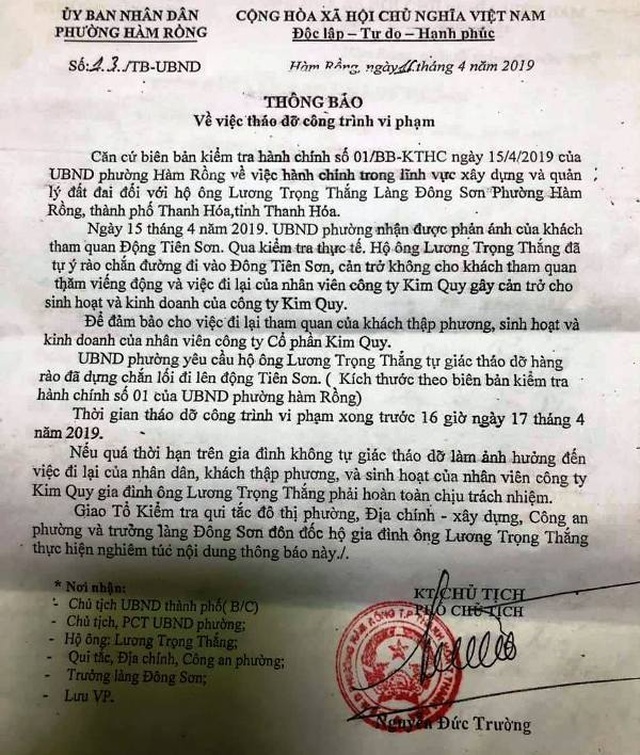 ỦY BAN NHÂN DÂN
PHƯỜNG HÀM RỒNG
CỘNG HÒA XÃ HỘI CHỦ NGHĨA VIỆT NAM
Độc lập – Tự do – Hạnh phúc
Số: 23 /TB-UBND
Hàm Rồng, ngày tháng 4 năm 2019
THÔNG BÁO
Về việc tháo dỡ công trình vi phạm
Căn cứ biên bản kiểm tra hành chính số 01/BB-KTHC ngày 15/4/2019 của
UBND phường Hàm Rồng về việc hành chính trong lĩnh vực xây dựng và quản
lý đất đai đối với hộ ông Lương Trọng Thắng Làng Đông Sơn Phường Hàm
Rồng, thành phố Thanh Hóa,tỉnh Thanh Hóa.
Ngày 15 tháng 4 năm 2019. UBND phường nhận được phản ánh của khách
tham quan Động Tiên Sơn. Qua kiểm tra thực tế. Hộ ông Lương Trọng Thắng đã
tự ý rào chắn đường đi vào Đông Tiên Sơn, cản trở không cho khách tham quan
thăm viếng động và việc đi lại của nhân viên công ty Kim Quy gây cản trở cho
sinh hoạt và kinh doanh của công ty Kim Quy.
Để đảm bảo cho việc đi lại tham quan của khách thập phương, sinh hoạt và
kinh doanh của nhân viên công ty Cổ phần Kim Quy.
UBND phường yêu cầu hộ ông Lương Trọng Thắng tự giác tháo dỡ hàng
rào đã dựng chắn lối đi lên động Tiên Sơn. ( Kích thước theo biên bản kiểm tra
hành chính số 01 của UBND phường hàm Rồng)
Thời gian tháo dỡ công trình vi phạm xong trước 16 giờ ngày 17 tháng 4
năm 2019.
Nếu quá thời hạn trên gia đình không tự giác tháo dỡ làm ảnh hưởng đến
việc đi lại của nhân dân, khách thập phương, và sinh hoạt của nhân viên công ty
Kim Quy gia đình ông Lương Trọng Thắng phải hoàn toàn chịu trách nhiệm.
Giao Tổ Kiểm tra qui tắc đô thị phường, Địa chính - xây dựng, Công an
phường và trưởng làng Đông Sơn đôn đốc hộ gia đình ông Lương Trọng Thắng
thực hiện nghiêm túc nội dung thông báo này./.
* Nơi nhận:
- Chủ tịch UBND thành phố( B/C)
- Chủ tịch, PCT UBND phường;
- Hộ ông: Lương Trọng Thắng;
- Qui tắc, Địa chính, Công an phường;
- Trưởng làng Đông Sơn;
- Lưu VP.
KT/CHỦ TỊCH
PHÓ CHỦ TỊCH
Nguyễn Đức Trường